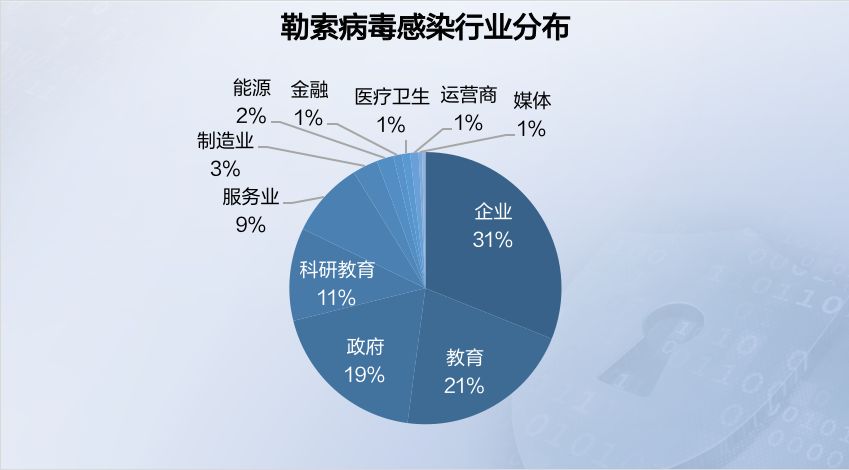 勒索病毒感染行业分布
能源
2%
金融
1%
医疗卫生
1%
运营商
1%
媒体
1%
制造业
3%
服务业
9%
企业
31%
科研教育
11%
政府
19%
教育
21%